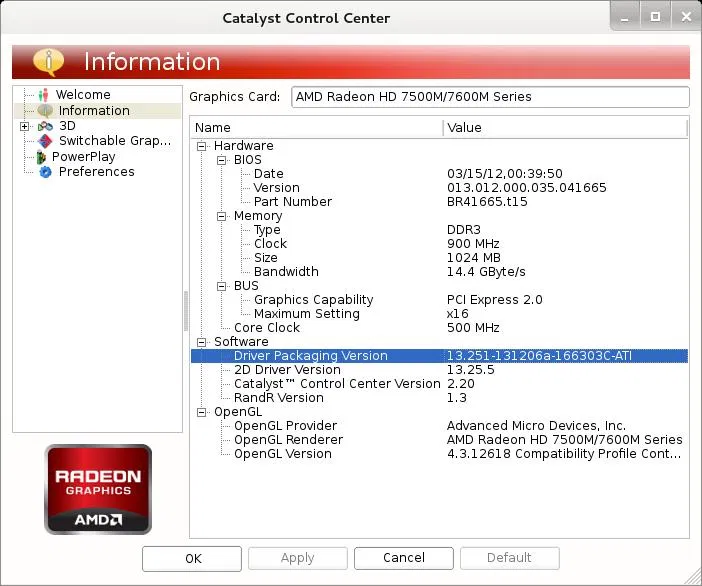 Catalyst Control Center
Information
Welcome
Information
3D
Switchable Grap...
PowerPlay
Preferences
Graphics Card: AMD Radeon HD 7500M/7600M Series
Name Value
Hardware
BIOS
Date 03/15/12,00:39:50
Version 013.012.000.035.041665
Part Number BR41665.t15
Memory
Type DDR3
Clock 900 MHz
Size 1024 MB
Bandwidth 14.4 GByte/s
BUS
Graphics Capability PCI Express 2.0
Maximum Setting x16
Core Clock 500 MHz
Software
Driver Packaging Version 13.251-131206a-166303C-ATI
2D Driver Version 13.25.5
Catalyst™ Control Center Version 2.20
RandR Version 1.3
OpenGL
OpenGL Provider Advanced Micro Devices, Inc.
OpenGL Renderer AMD Radeon HD 7500M/7600M Series
OpenGL Version 4.3.12618 Compatibility Profile Cont...
RADEON
GRAPHICS
AMD
OK Apply Cancel Default